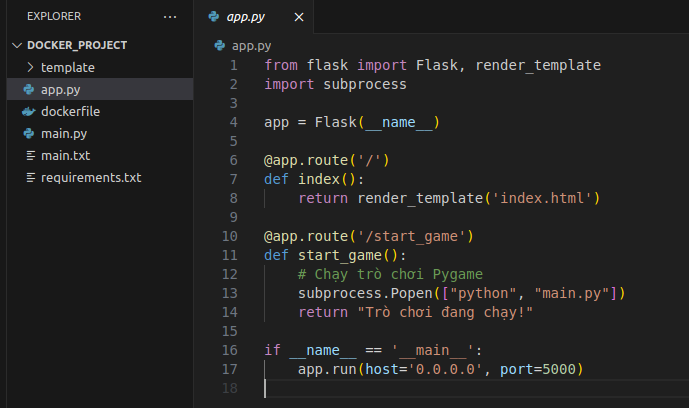 EXPLORER
···
DOCKER_PROJECT
template
app.py
dockerfile
main.py
main.txt
requirements.txt
app.py
app.py
1 from flask import Flask, render_template
2 import subprocess
3
4 app = Flask(__name__)
5
6 @app.route('/')
7 def index():
8     return render_template('index.html')
9
10 @app.route('/start_game')
11 def start_game():
12     # Chạy trò chơi Pygame
13     subprocess.Popen(["python", "main.py"])
14     return "Trò chơi đang chạy!"
15
16 if __name__ == '__main__':
17     app.run(host='0.0.0.0', port=5000)
18